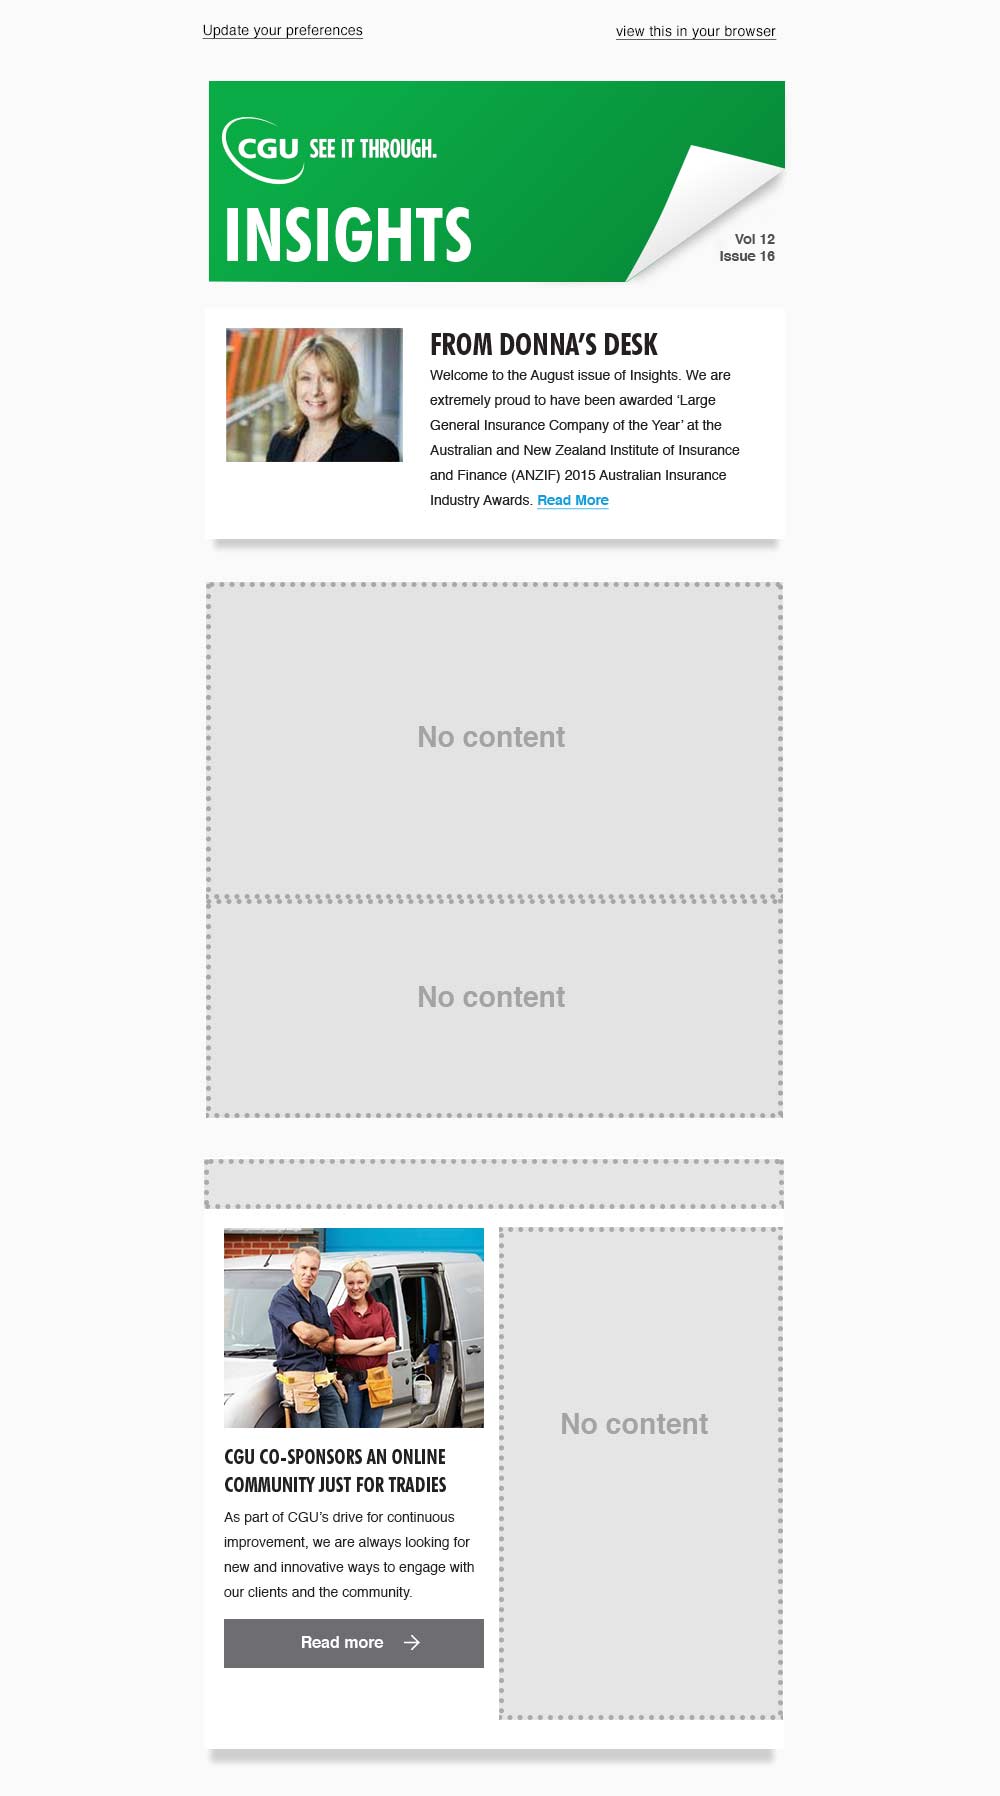 Update your preferences
view this in your browser
CGU SEE IT THROUGH.
INSIGHTS
Vol 12
Issue 16
FROM DONNA’S DESK
Welcome to the August issue of Insights. We are
extremely proud to have been awarded ‘Large
General Insurance Company of the Year’ at the
Australian and New Zealand Institute of Insurance
and Finance (ANZIF) 2015 Australian Insurance
Industry Awards. Read More
No content
No content
CGU CO-SPONSORS AN ONLINE
COMMUNITY JUST FOR TRADIES
As part of CGU’s drive for continuous
improvement, we are always looking for
new and innovative ways to engage with
our clients and the community.
Read more
No content